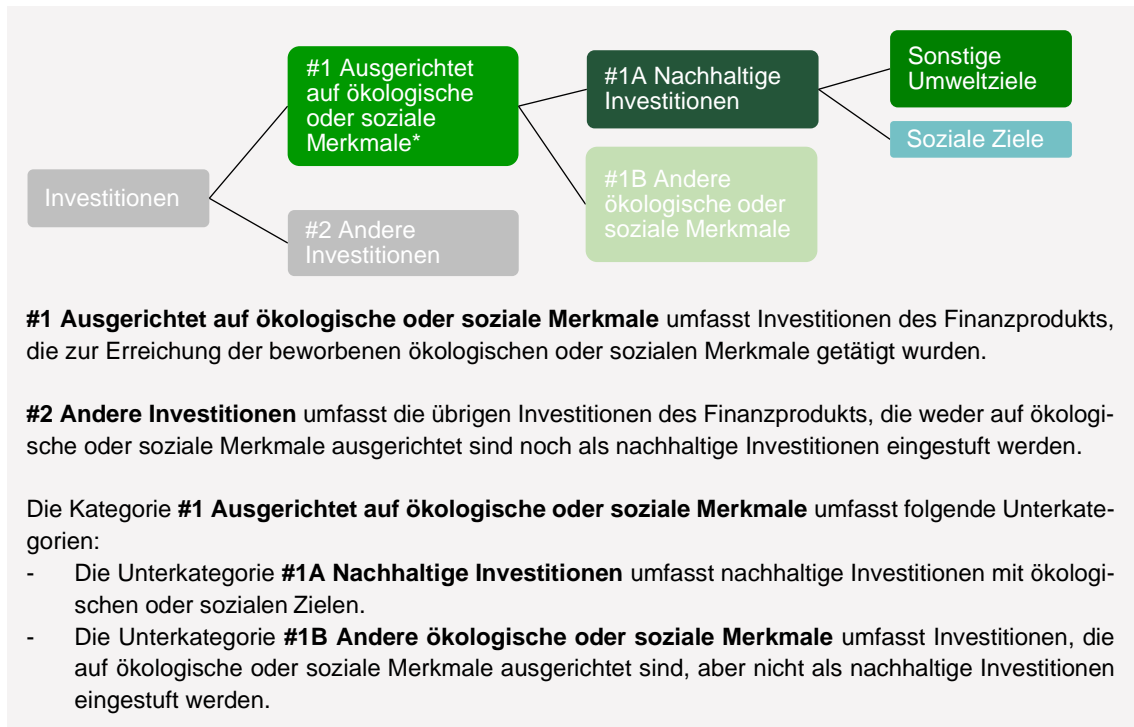 Investitionen
#1 Ausgerichtet
auf ökologische
oder soziale
Merkmale*
#2 Andere
Investitionen
#1A Nachhaltige
Investitionen
#1B Andere
ökologische oder
soziale Merkmale
Sonstige
Umweltziele
Soziale Ziele
#1 Ausgerichtet auf ökologische oder soziale Merkmale umfasst Investitionen des Finanzprodukts,
die zur Erreichung der beworbenen ökologischen oder sozialen Merkmale getätigt wurden.
#2 Andere Investitionen umfasst die übrigen Investitionen des Finanzprodukts, die weder auf ökologi-
sche oder soziale Merkmale ausgerichtet sind noch als nachhaltige Investitionen eingestuft werden.
Die Kategorie #1 Ausgerichtet auf ökologische oder soziale Merkmale umfasst folgende Unterkate-
gorien:
- Die Unterkategorie #1A Nachhaltige Investitionen umfasst nachhaltige Investitionen mit ökologi-
schen oder sozialen Zielen.
- Die Unterkategorie #1B Andere ökologische oder soziale Merkmale umfasst Investitionen, die
auf ökologische oder soziale Merkmale ausgerichtet sind, aber nicht als nachhaltige Investitionen
eingestuft werden.